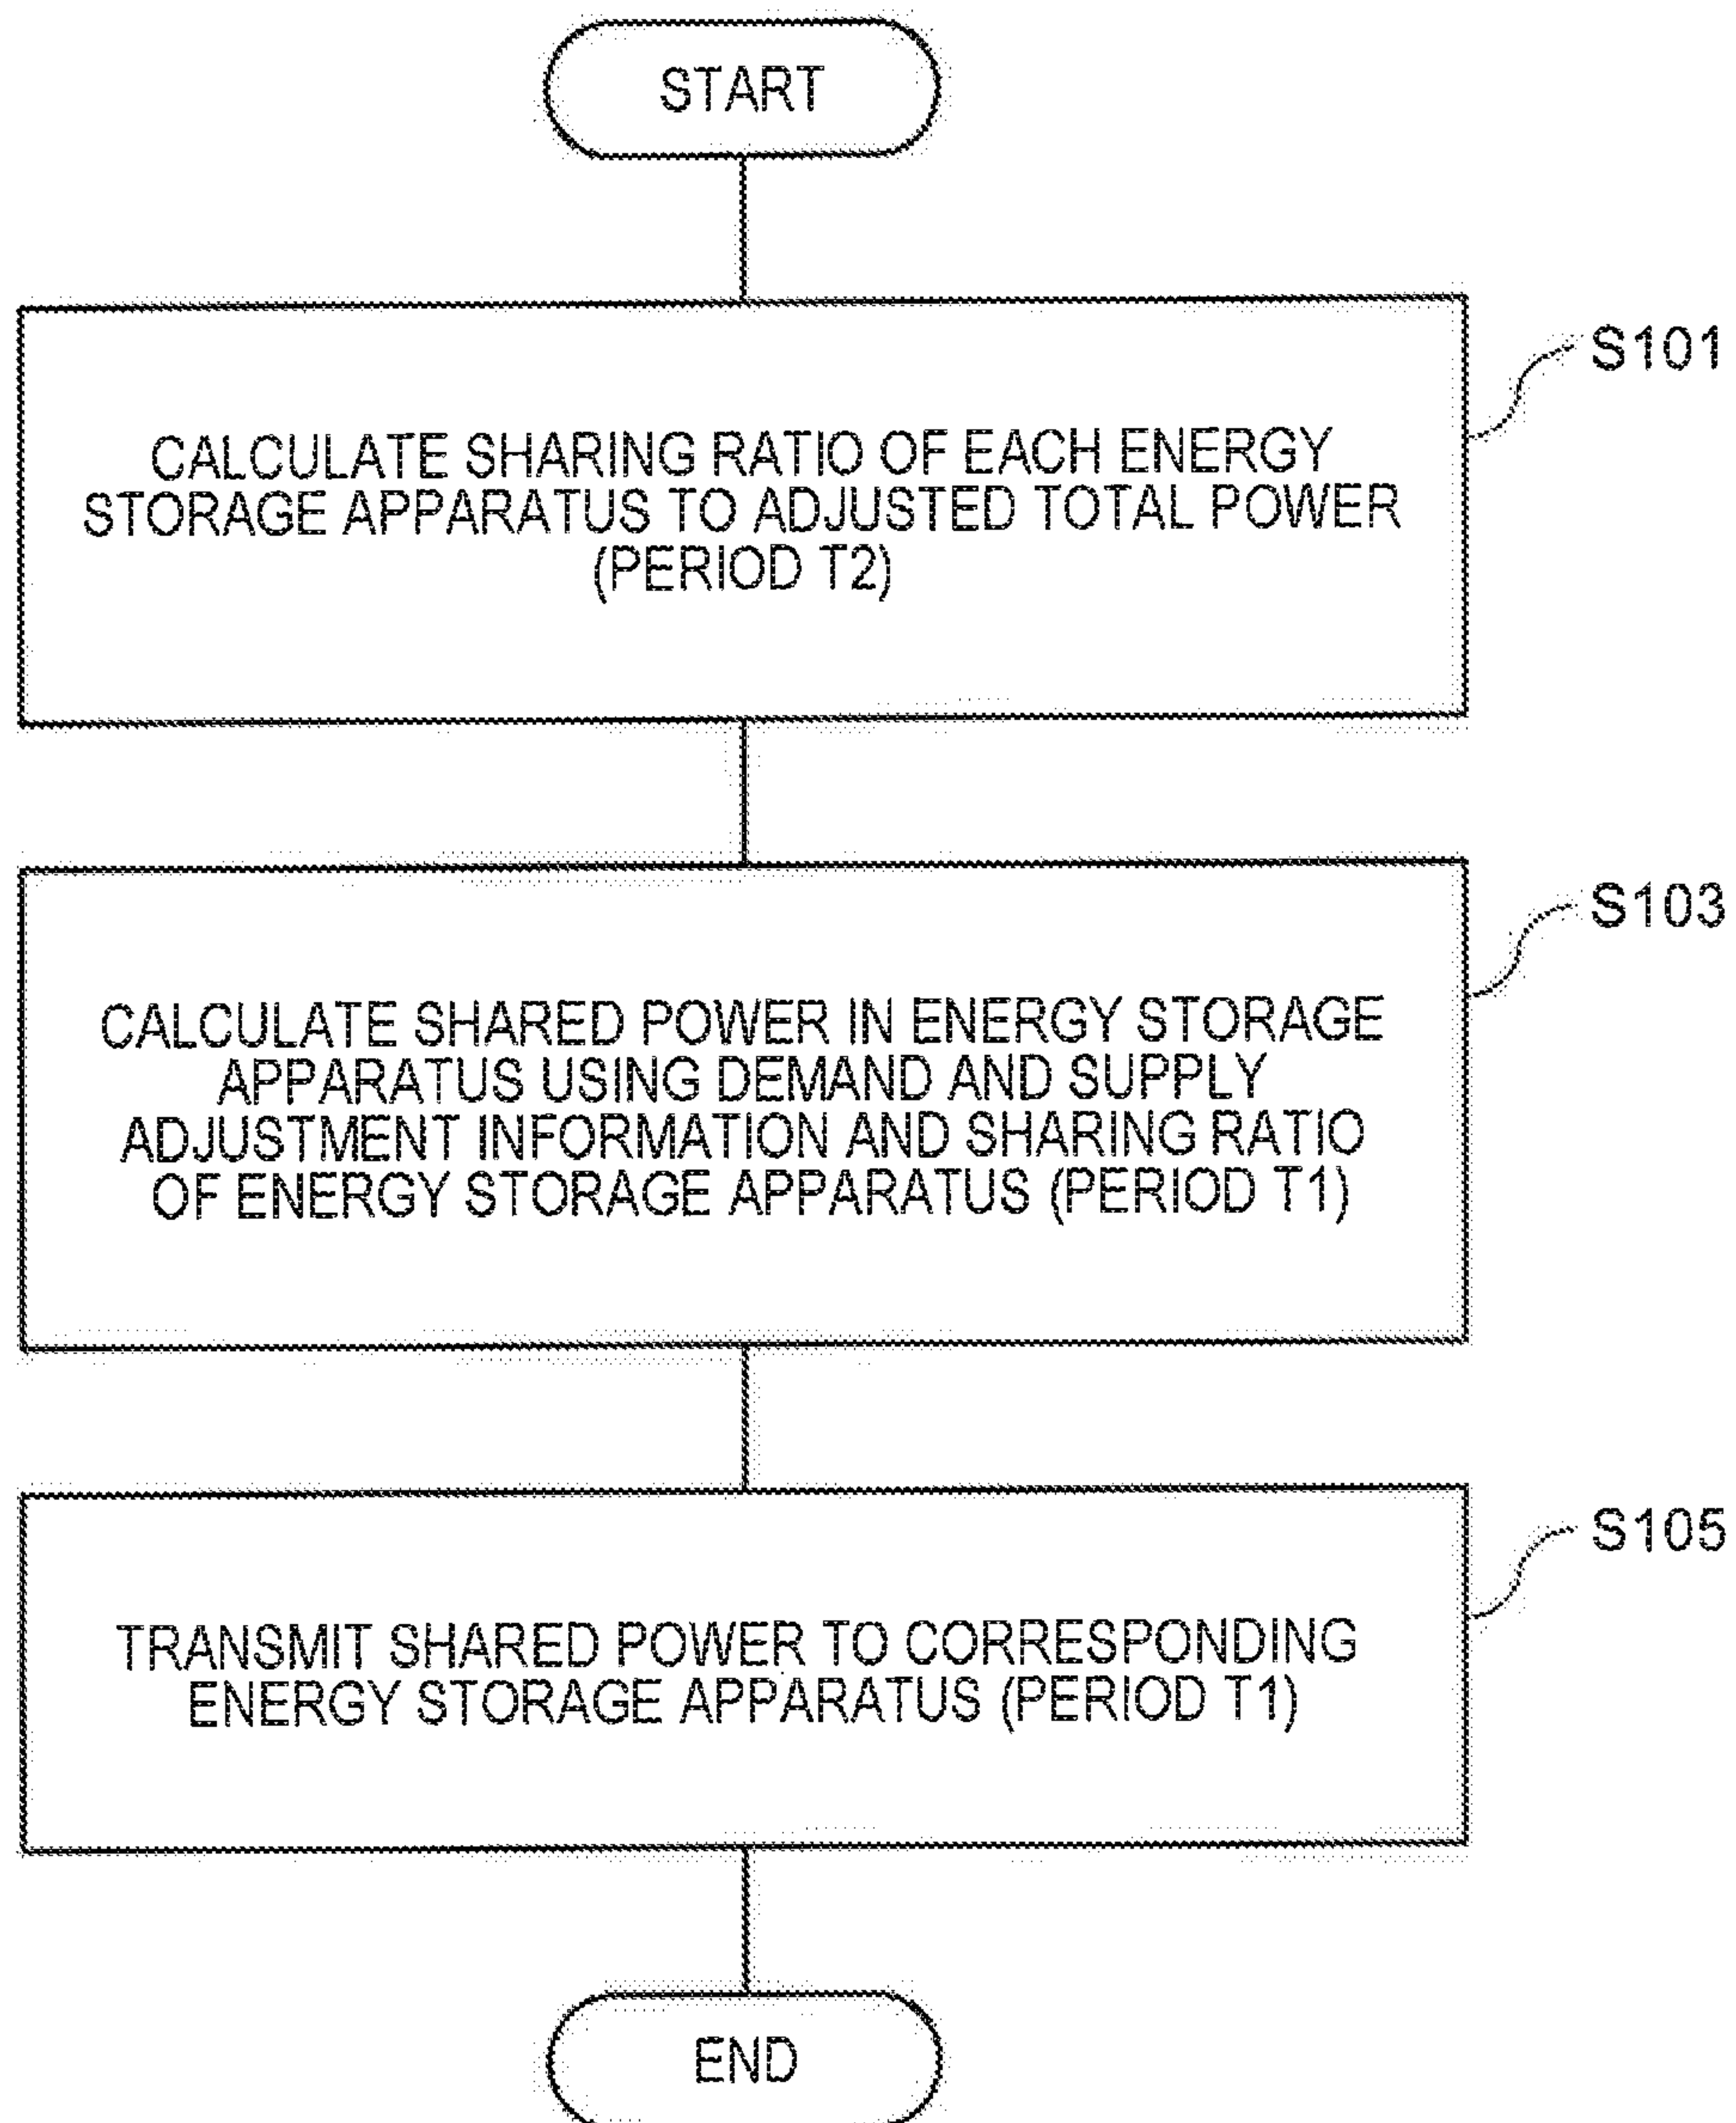 START
S101
CALCULATE SHARING RATIO OF EACH ENERGY
STORAGE APPARATUS TO ADJUSTED TOTAL POWER
(PERIOD T2)
S103
CALCULATE SHARED POWER IN ENERGY STORAGE
APPARATUS USING DEMAND AND SUPPLY
ADJUSTMENT INFORMATION AND SHARING RATIO
OF ENERGY STORAGE APPARATUS (PERIOD T1)
S105
TRANSMIT SHARED POWER TO CORRESPONDING
ENERGY STORAGE APPARATUS (PERIOD T1)
END